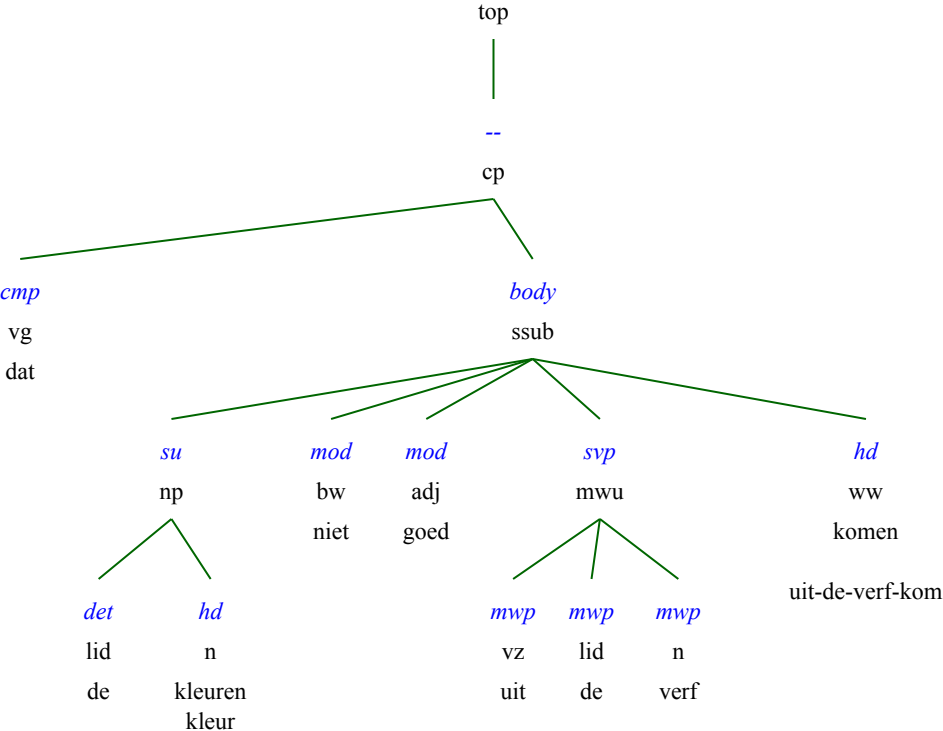 top
--
cp
cmp body
vg ssub
dat
su mod mod svp hd
np bw adj mwu ww
niet goed komen
uit-de-verf-kom
det hd mwp mwp mwp
lid n vz lid n
de kleuren uit de verf
kleur